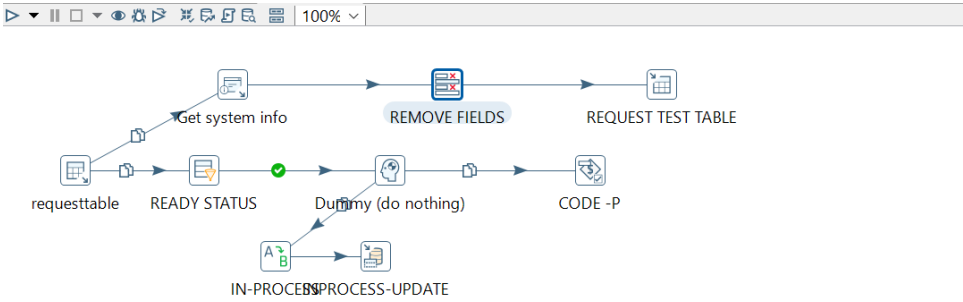 100%
Get system info
REMOVE FIELDS
REQUEST TEST TABLE
requesttable
READY STATUS
Dummy (do nothing)
CODE -P
IN-PROCESS
INPROCESS-UPDATE